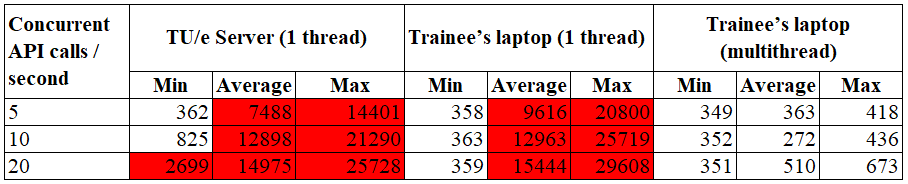 Concurrent API calls / second | TU/e Server (1 thread) | Trainee’s laptop (1 thread) | Trainee’s laptop (multithread)
Min | Average | Max | Min | Average | Max | Min | Average | Max
5 | 362 | 7488 | 14401 | 358 | 9616 | 20800 | 349 | 363 | 418
10 | 825 | 12898 | 21290 | 363 | 12963 | 25719 | 352 | 272 | 436
20 | 2699 | 14975 | 25728 | 359 | 15444 | 29608 | 351 | 510 | 673